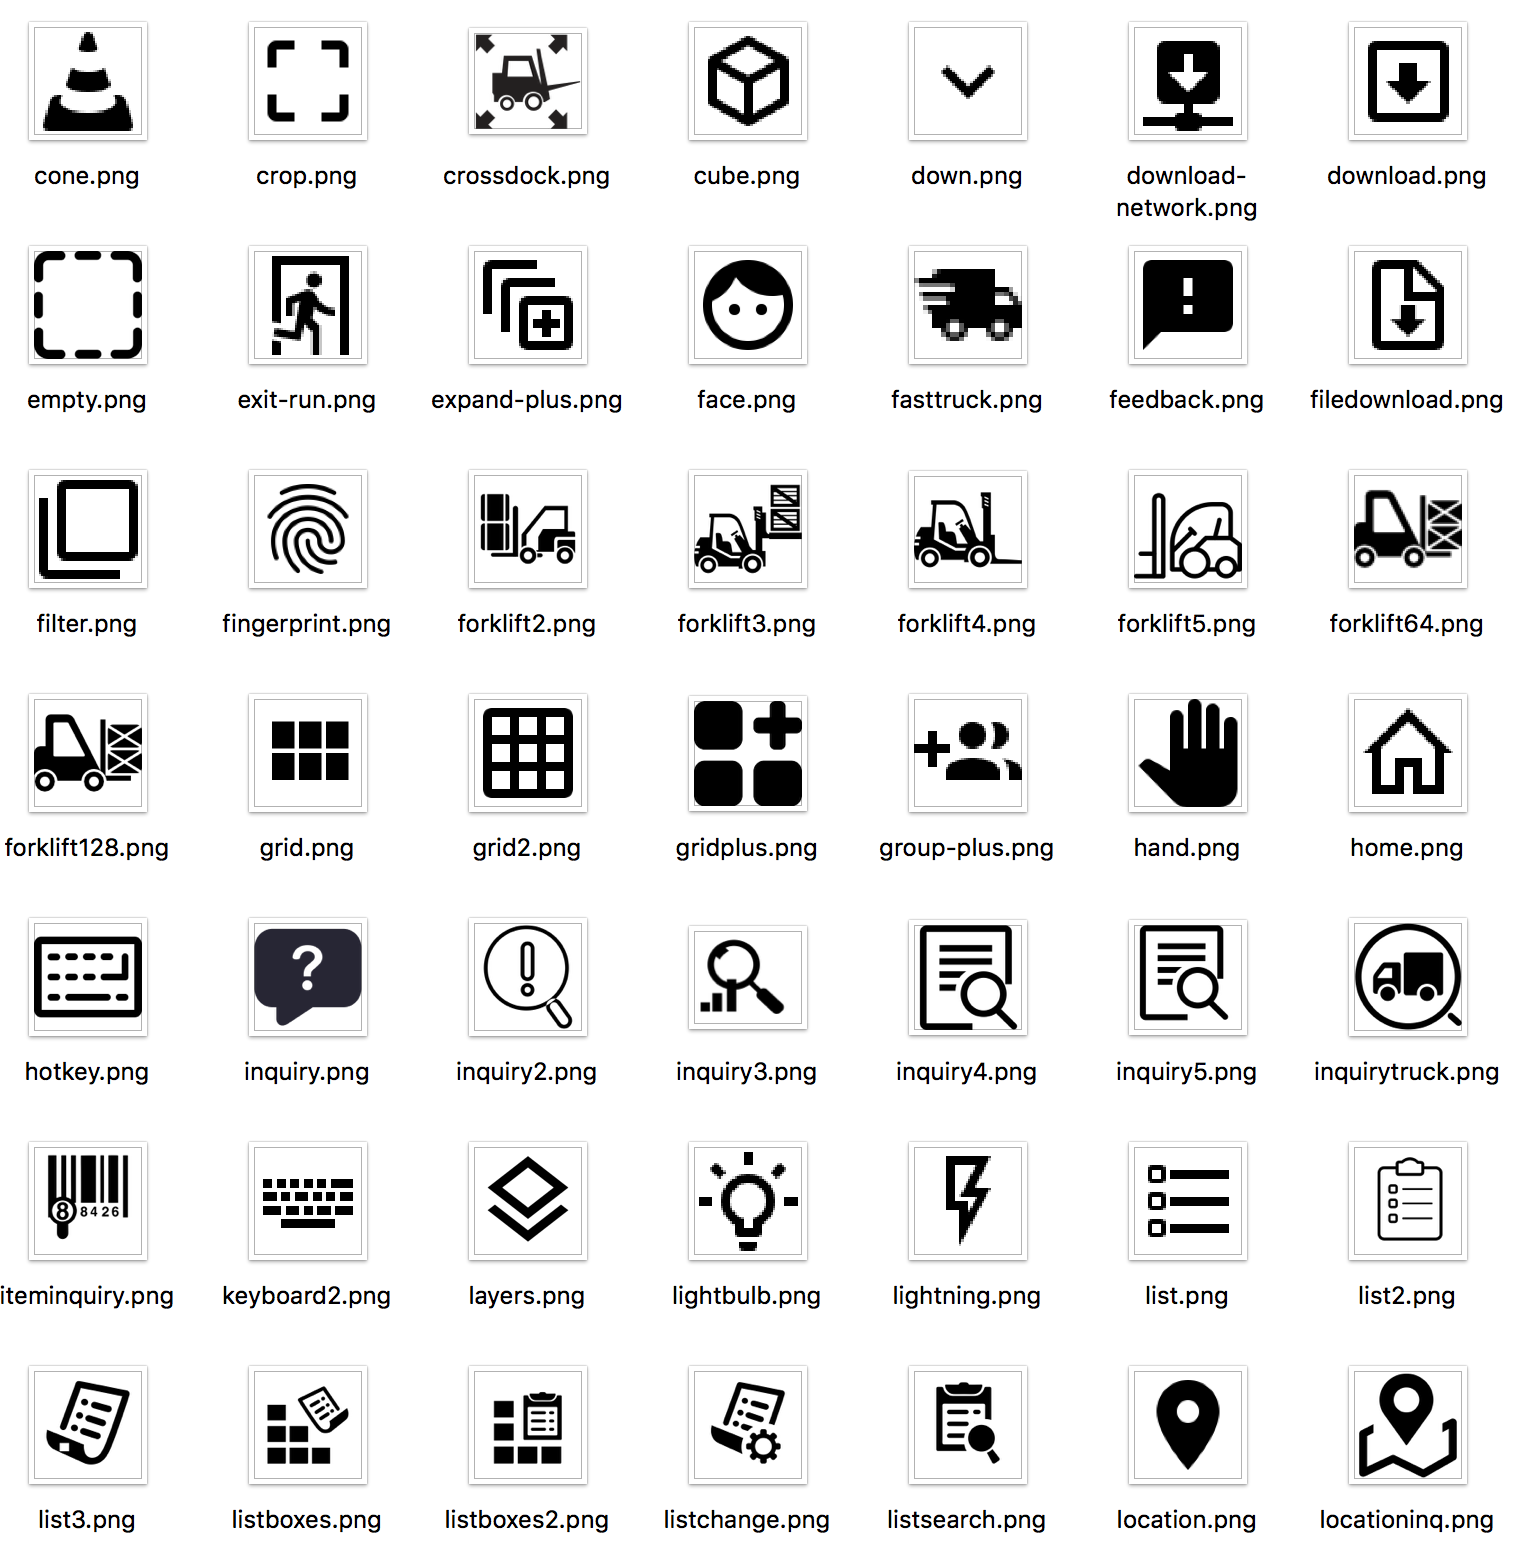 cone.png
crop.png
crossdock.png
cube.png
down.png
download-
network.png
download.png
empty.png
exit-run.png
expand-plus.png
face.png
fasttruck.png
feedback.png
filedownload.png
filter.png
fingerprint.png
forklift2.png
forklift3.png
forklift4.png
forklift5.png
forklift64.png
forklift128.png
grid.png
grid2.png
gridplus.png
group-plus.png
hand.png
home.png
?
hotkey.png
inquiry.png
inquiry2.png
inquiry3.png
inquiry4.png
inquiry5.png
inquirytruck.png
8 8426
iteminquiry.png
keyboard2.png
layers.png
lightbulb.png
lightning.png
list.png
list2.png
list3.png
listboxes.png
listboxes2.png
listchange.png
listsearch.png
location.png
locationinq.png